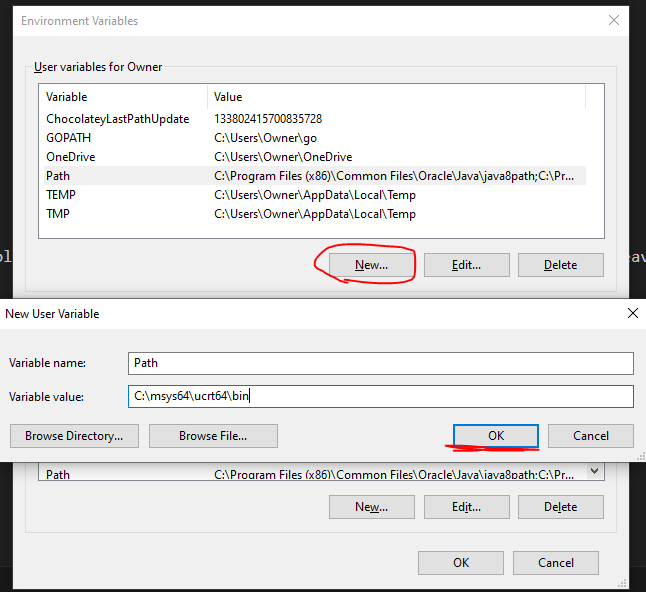 Environment Variables
User variables for Owner
Variable Value
ChocolateyLastPathUpdate 133802415700835728
GOPATH C:\Users\Owner\go
OneDrive C:\Users\Owner\OneDrive
Path C:\Program Files (x86)\Common Files\Oracle\Java\java8path;C:\Pr...
TEMP C:\Users\Owner\AppData\Local\Temp
TMP C:\Users\Owner\AppData\Local\Temp
New... Edit... Delete
New User Variable
Variable name: Path
Variable value: C:\msys64\ucrt64\bin
Browse Directory... Browse File... OK Cancel
Path C:\Program Files (x86)\Common Files\Oracle\Java\java8path;C:\Pr...
New... Edit... Delete
OK Cancel